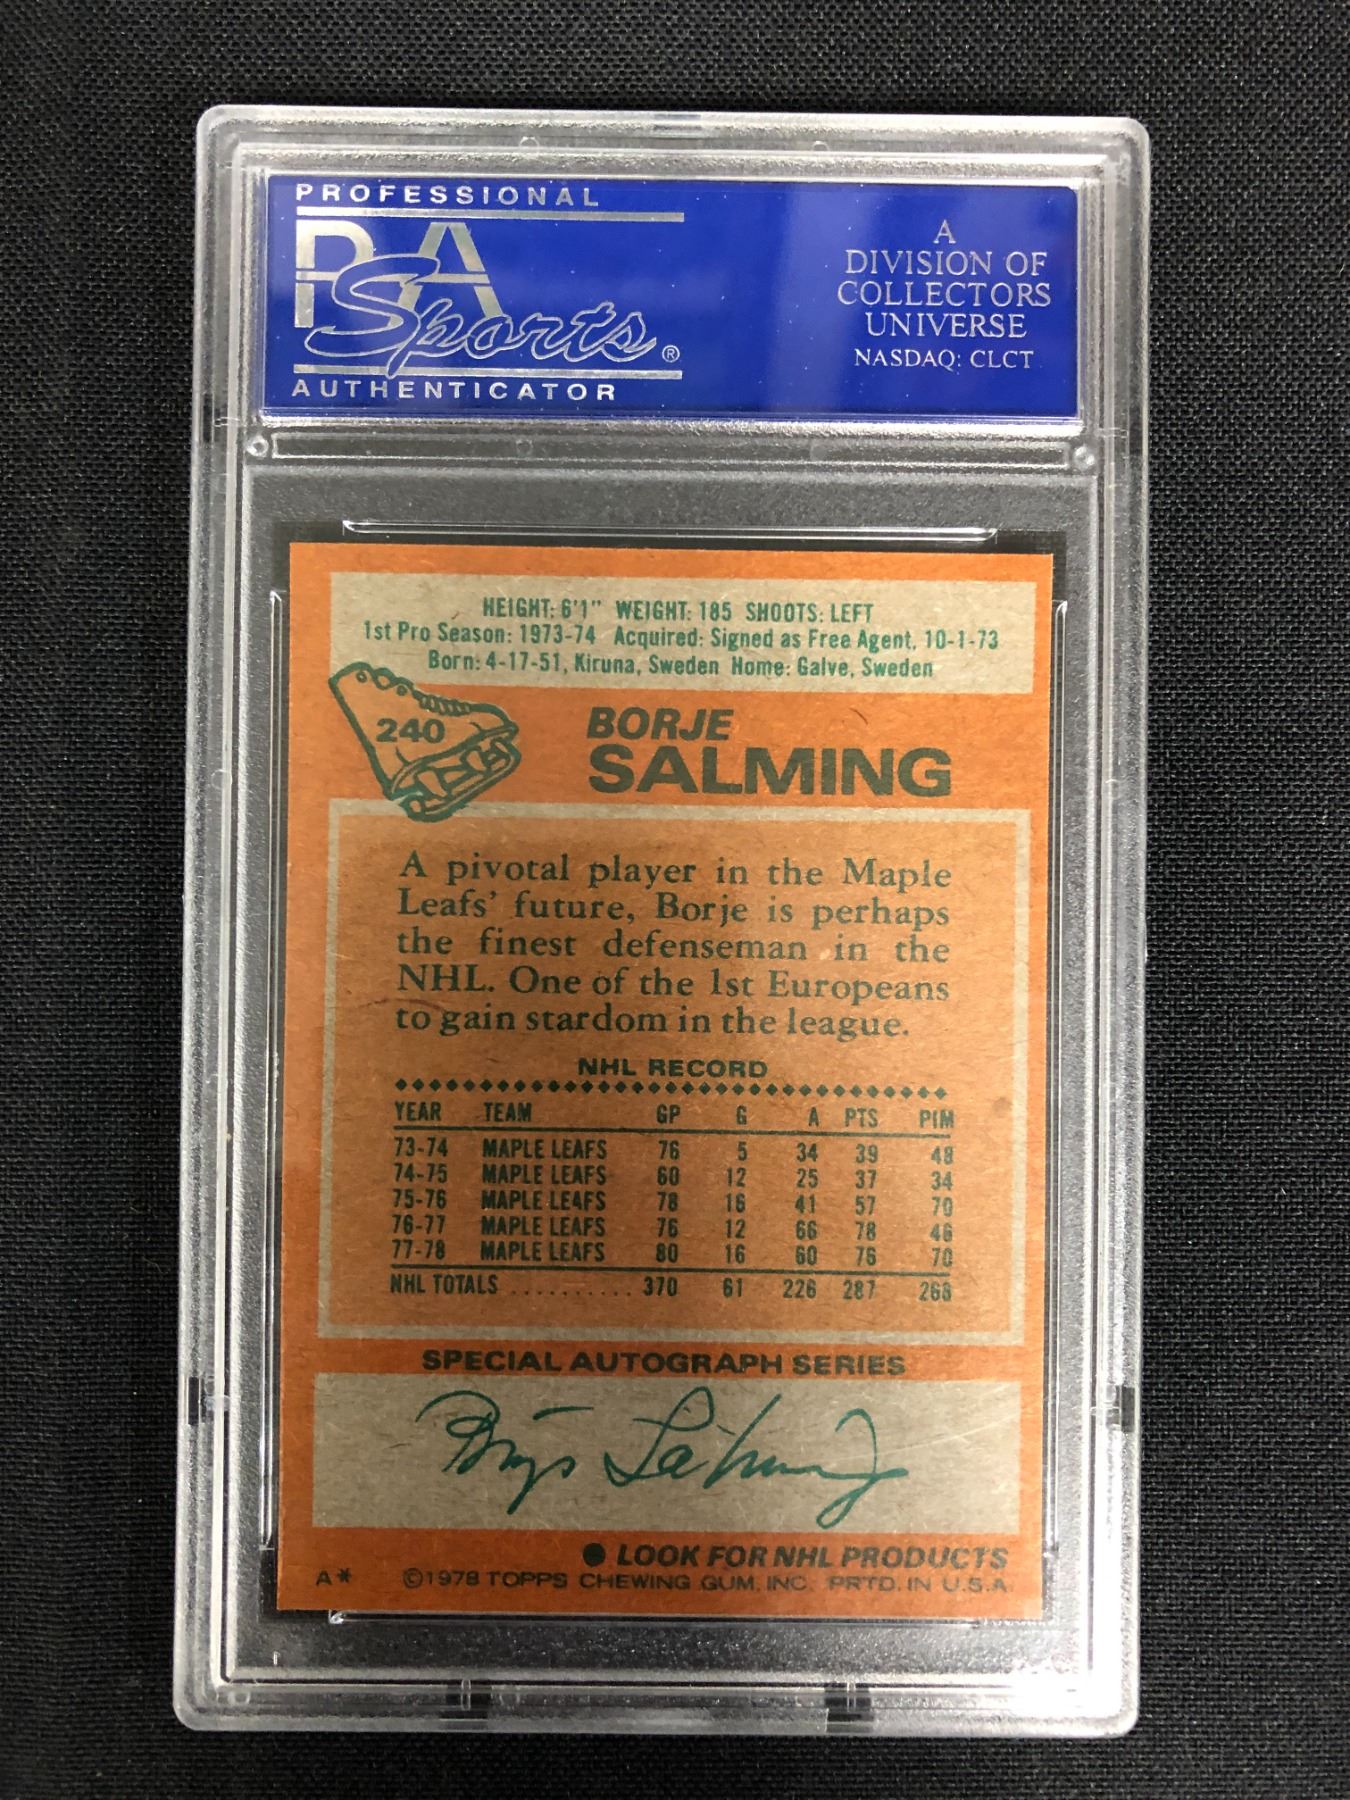 PROFESSIONAL
PSA
Sports®
AUTHENTICATOR
A
DIVISION OF
COLLECTORS
UNIVERSE
NASDAQ: CLCT
HEIGHT: 6'1" WEIGHT: 185 SHOOTS: LEFT
1st Pro Season: 1973-74 Acquired: Signed as Free Agent, 10-1-73
Born: 4-17-51, Kiruna, Sweden Home: Galve, Sweden
240
BORJE
SALMING
A pivotal player in the Maple
Leafs' future, Borje is perhaps
the finest defenseman in the
NHL. One of the 1st Europeans
to gain stardom in the league.
NHL RECORD
YEAR TEAM GP G A PTS PIM
73-74 MAPLE LEAFS 76 5 34 39 48
74-75 MAPLE LEAFS 60 12 25 37 34
75-76 MAPLE LEAFS 78 16 41 57 70
76-77 MAPLE LEAFS 76 12 66 78 46
77-78 MAPLE LEAFS 80 16 60 76 70
NHL TOTALS .......... 370 61 226 287 268
SPECIAL AUTOGRAPH SERIES
Börje Salming
● LOOK FOR NHL PRODUCTS
A* ©1978 TOPPS CHEWING GUM, INC. PRTD. IN U.S.A.